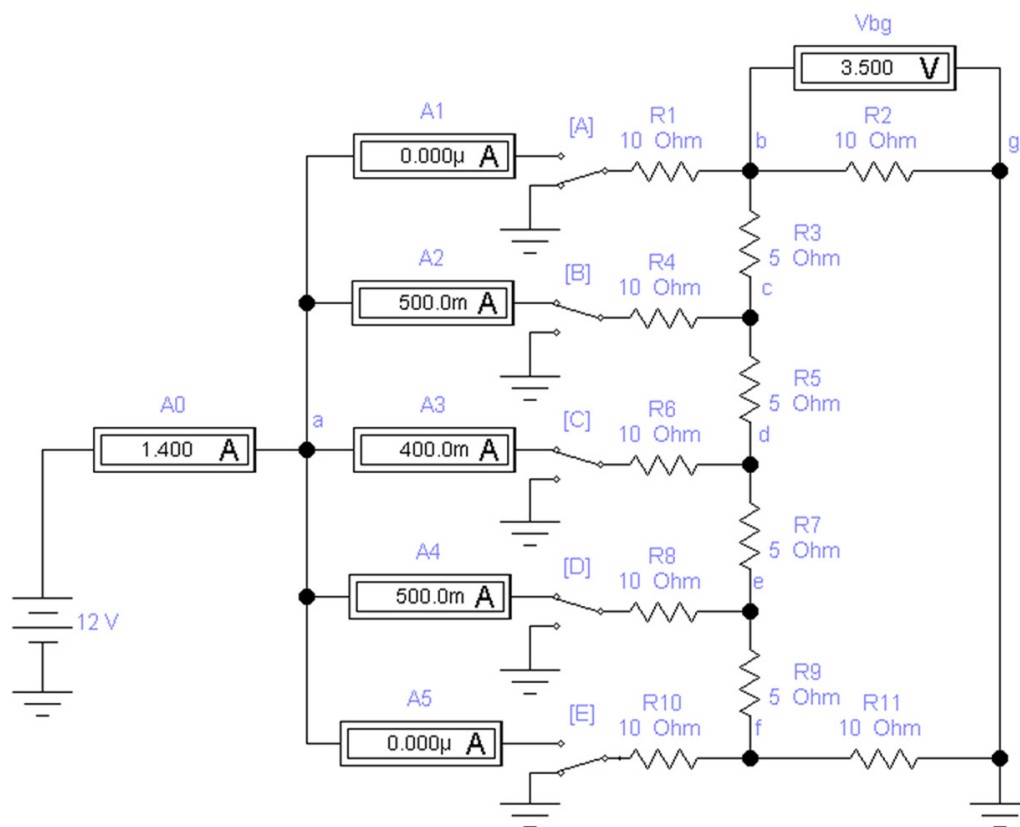 Vbg
3.500 V
A1
0.000µ A
[A]
R1
10 Ohm
b
R2
10 Ohm
g
R3
5 Ohm
A2
500.0m A
[B]
R4
10 Ohm
c
R5
5 Ohm
A0
1.400 A
a
A3
400.0m A
[C]
R6
10 Ohm
d
R7
5 Ohm
A4
500.0m A
[D]
R8
10 Ohm
e
12 V
R9
5 Ohm
A5
0.000µ A
[E]
R10
10 Ohm
f
R11
10 Ohm